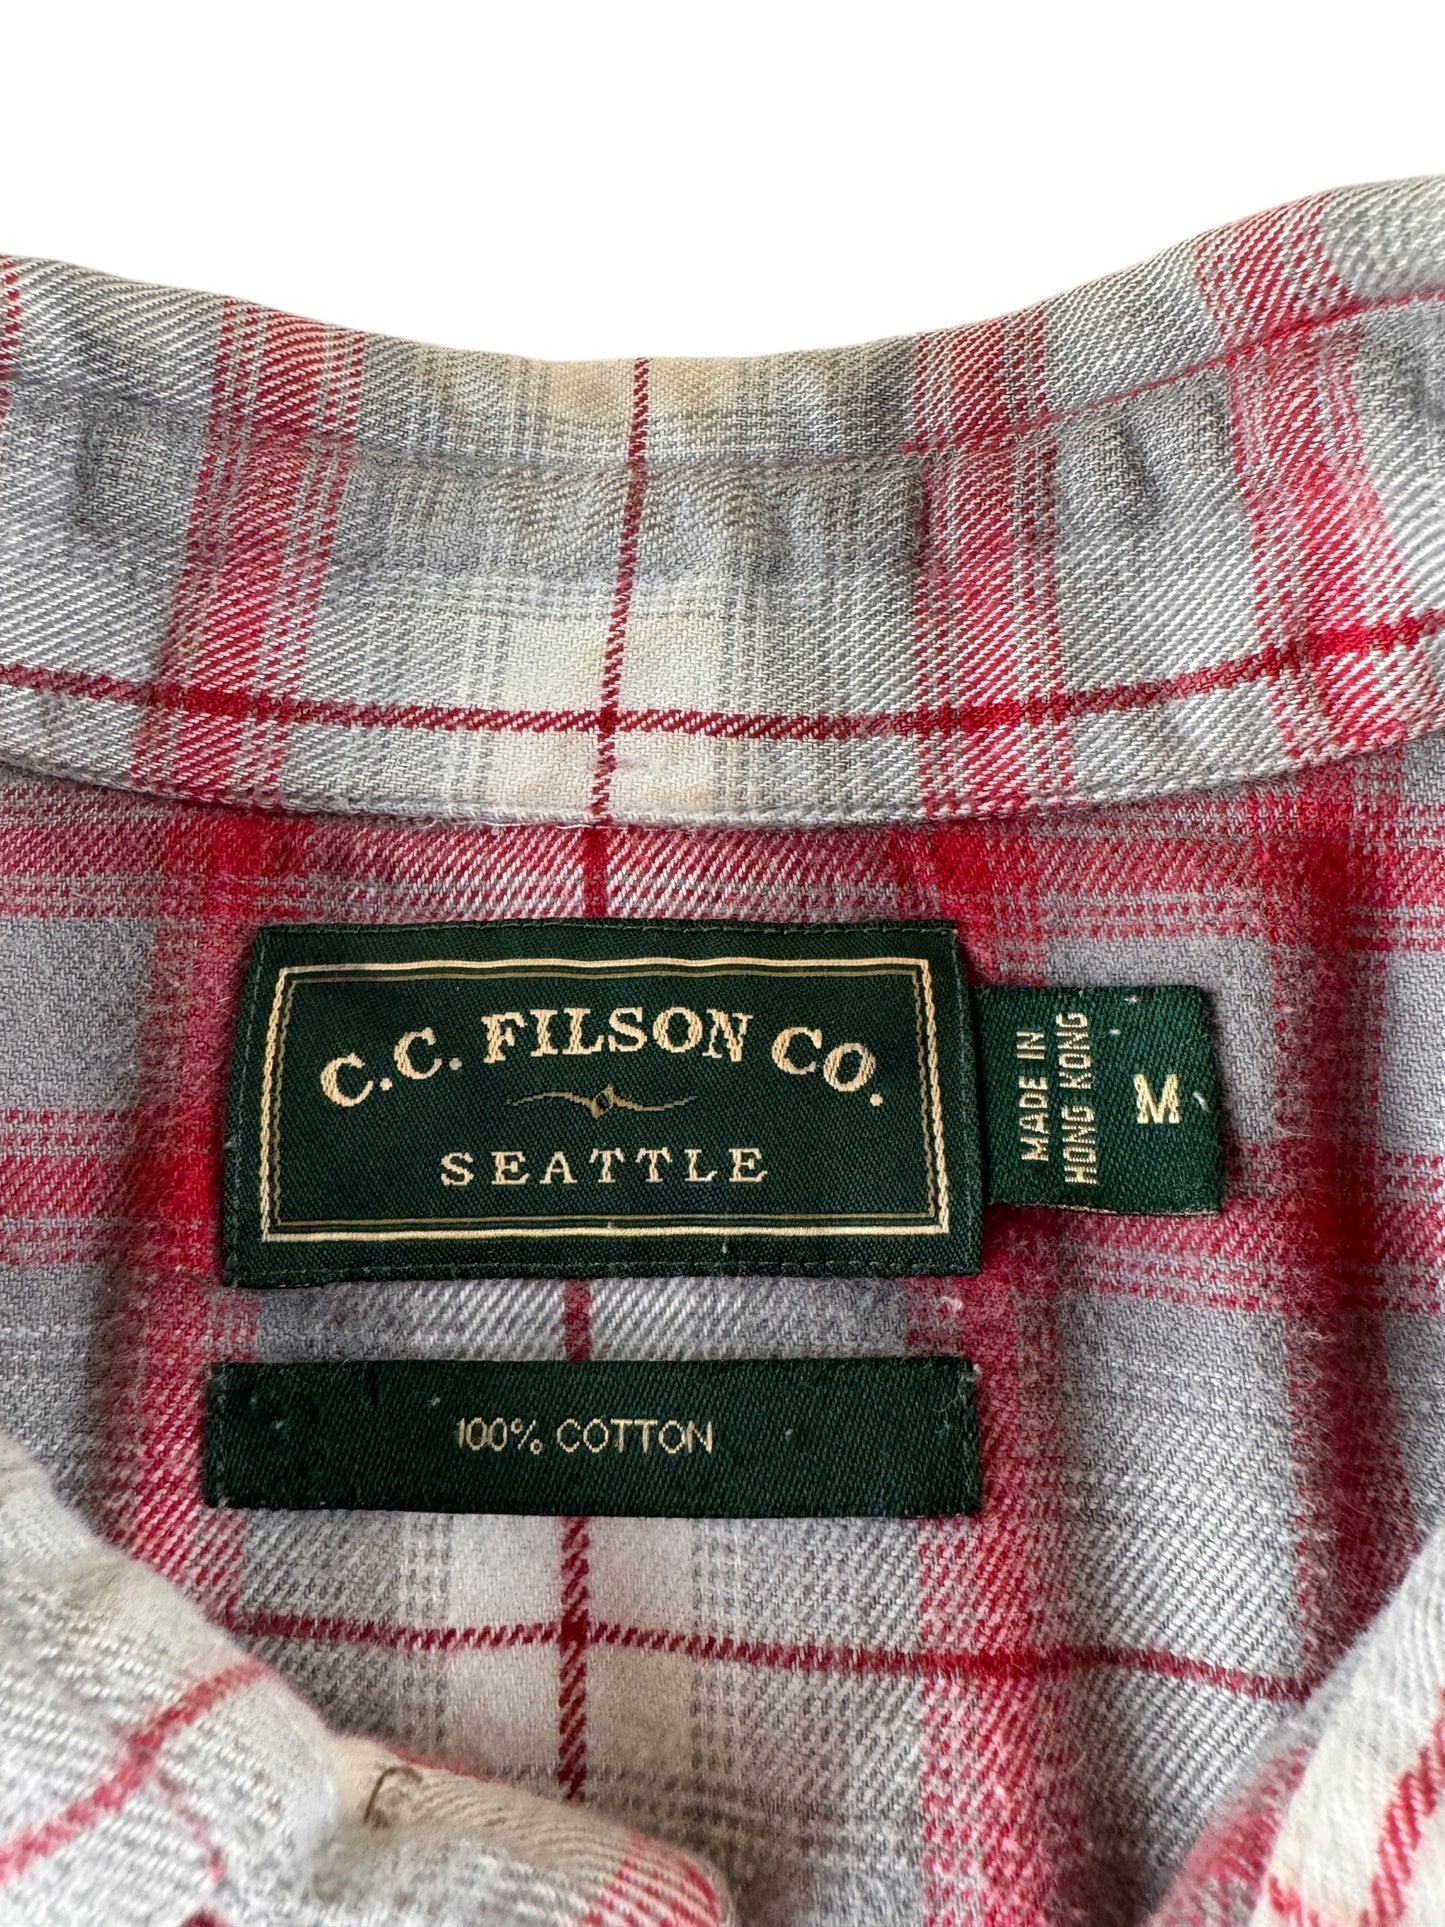 C.C. FILSON CO.
SEATTLE
MADE IN
HONG KONG
M
100% COTTON